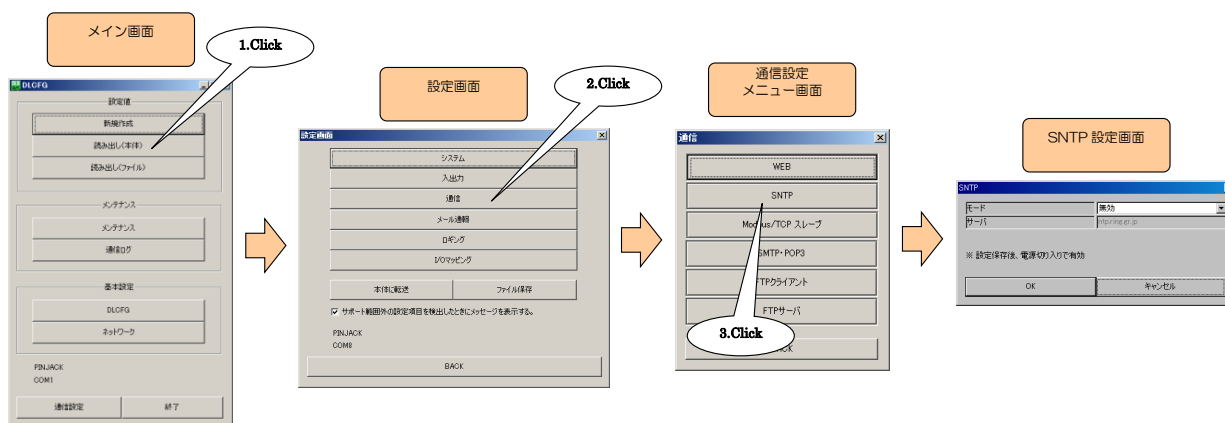 メイン画面
1.Click
DLCFG
設定値
新規作成
読み出し(本体)
読み出し(ファイル)
メンテナンス
メンテナンス
通信ログ
基本設定
DLCFG
ネットワーク
PINJACK
COM1
通信設定
終了
設定画面
2.Click
設定画面
システム
入出力
通信
メール通報
ロギング
I/Oマッピング
本体に転送
ファイル保存
サポート範囲外の設定項目を検出したときにメッセージを表示する。
PINJACK
COM8
BACK
通信設定
メニュー画面
通信
WEB
SNTP
Modbus/TCP スレーブ
SMTP・POP3
FTPクライアント
FTPサーバ
3.Click
SNTP 設定画面
SNTP
モード
無効
サーバ
ntp.ring.gr.jp
※ 設定保存後、電源切り入りで有効
OK
キャンセル